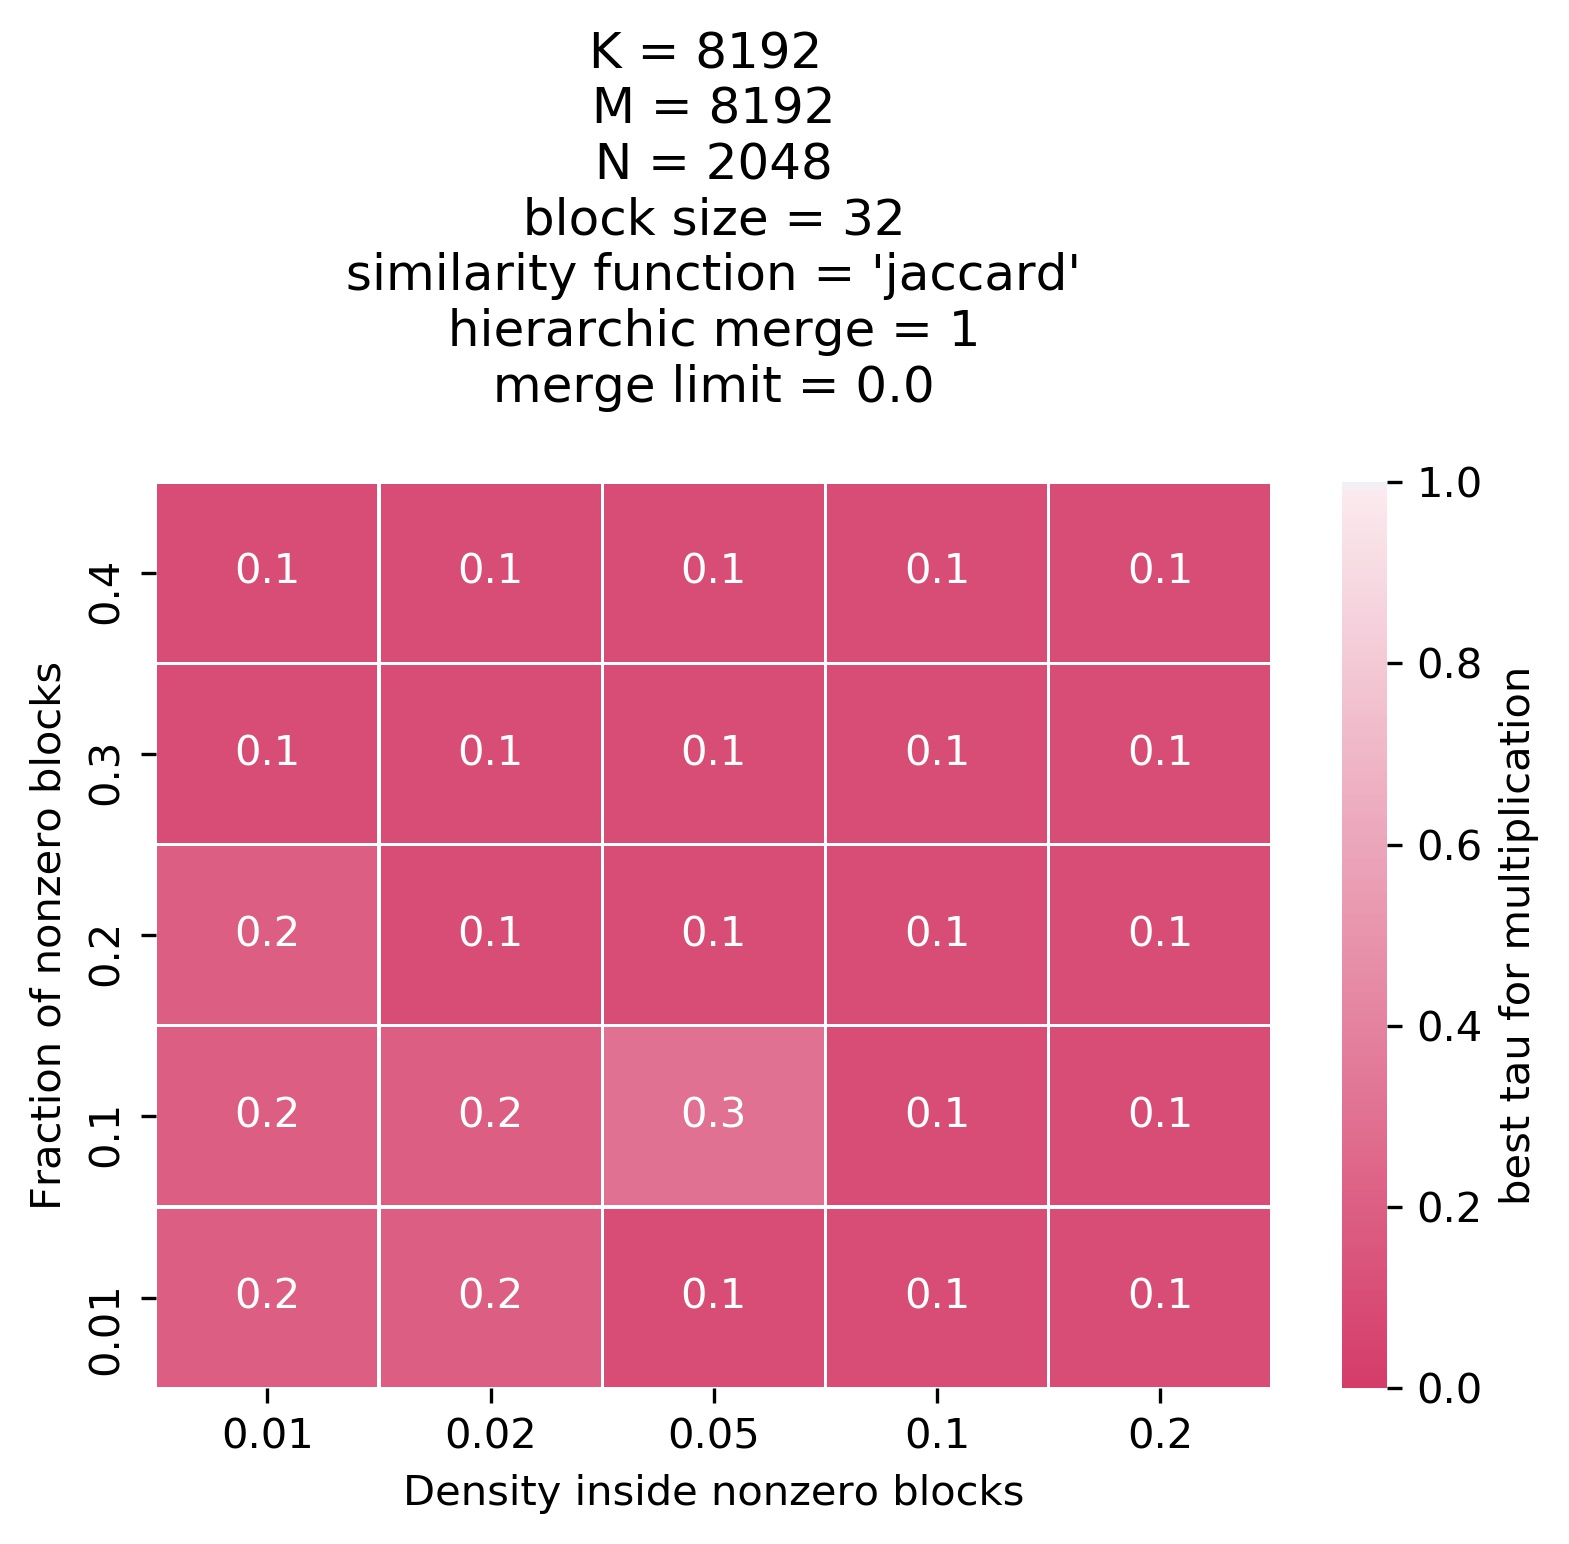 K = 8192
M = 8192
N = 2048
block size = 32
similarity function = 'jaccard'
hierarchic merge = 1
merge limit = 0.0
Fraction of nonzero blocks
0.4 0.1 0.1 0.1 0.1 0.1
0.3 0.1 0.1 0.1 0.1 0.1
0.2 0.2 0.1 0.1 0.1 0.1
0.1 0.2 0.2 0.3 0.1 0.1
0.01 0.2 0.2 0.1 0.1 0.1
0.01 0.02 0.05 0.1 0.2
Density inside nonzero blocks
1.0
0.8
0.6
0.4
0.2
0.0
best tau for multiplication